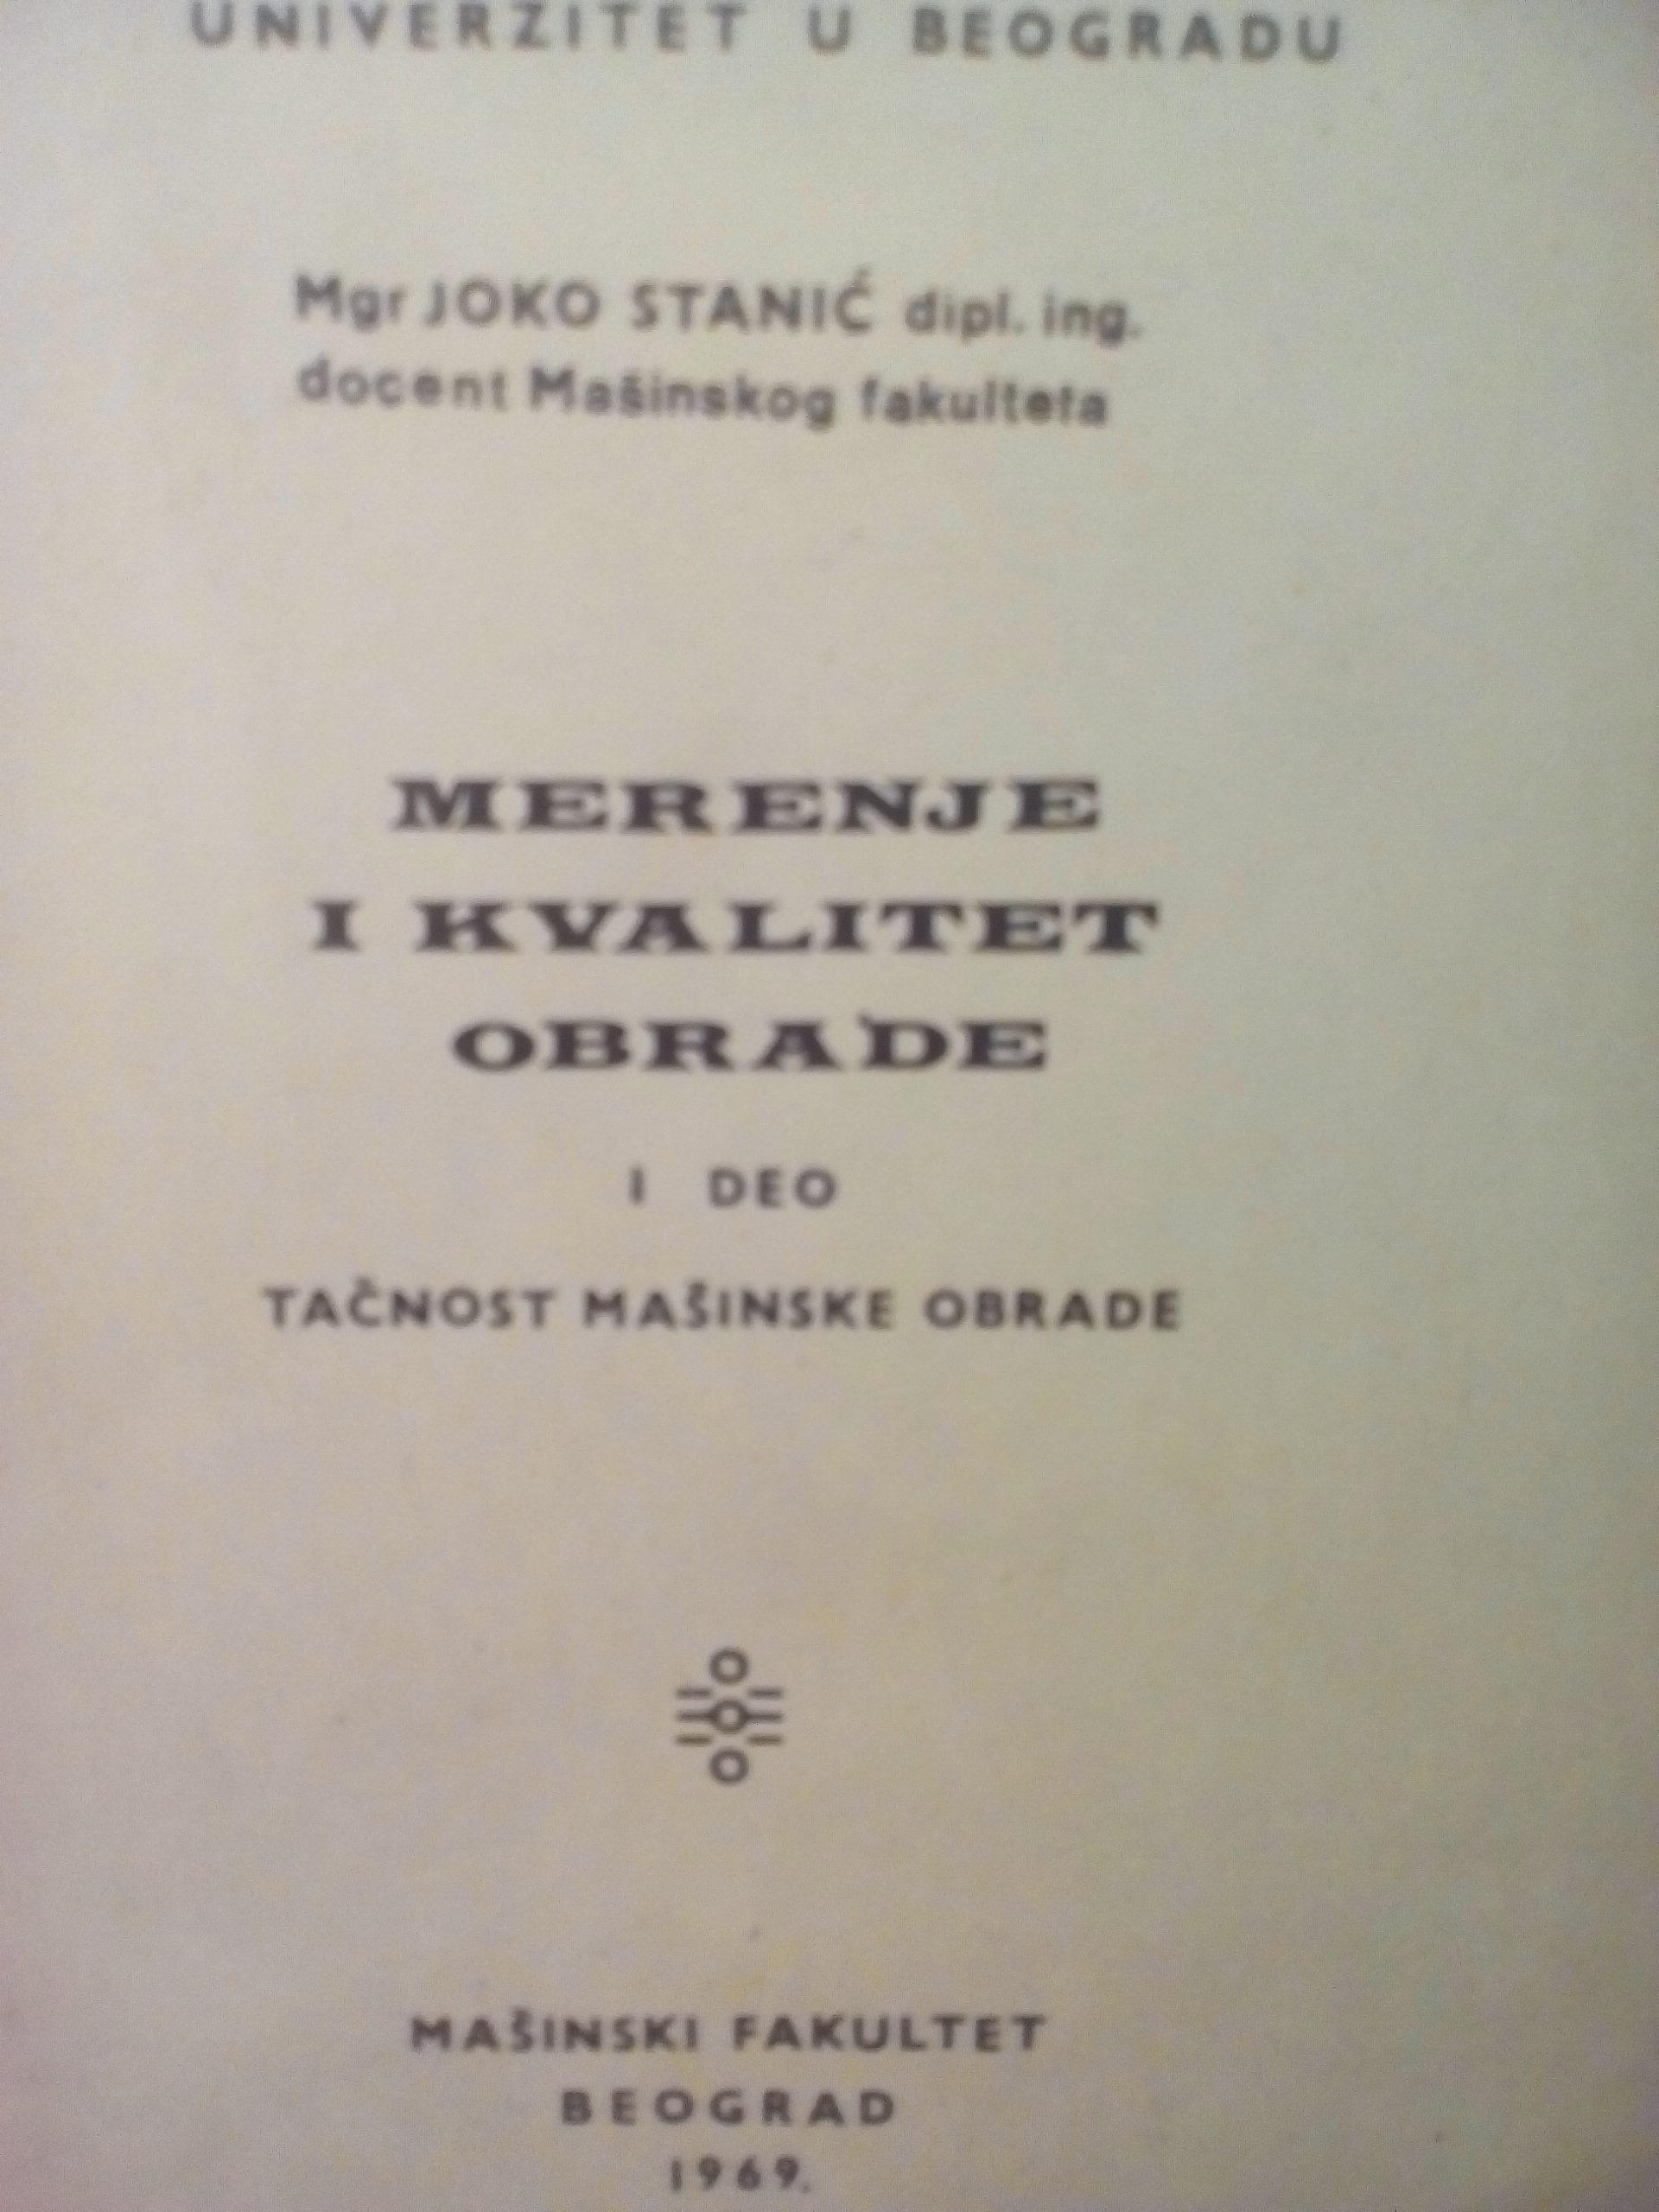 UNIVERZITET U BEOGRADU
Mgr JOKO STANIĆ dipl. ing.
docent Mašinskog fakulteta
MERENJE
I KVALITET
OBRADE
I DEO
TAČNOST MAŠINSKE OBRADE
MAŠINSKI FAKULTET
BEOGRAD
1969.